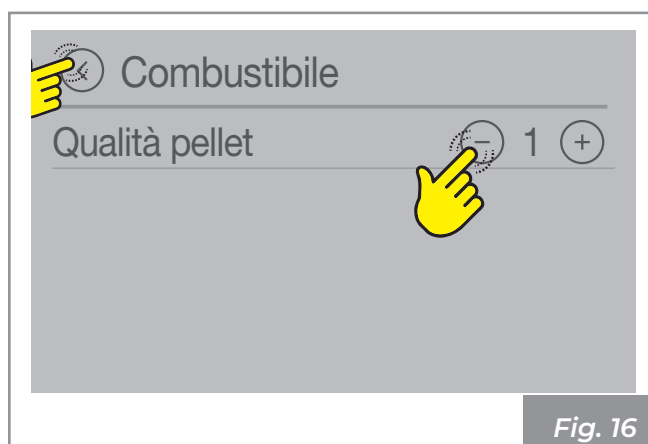 Combustibile
Qualità pellet - 1 +
Fig. 16